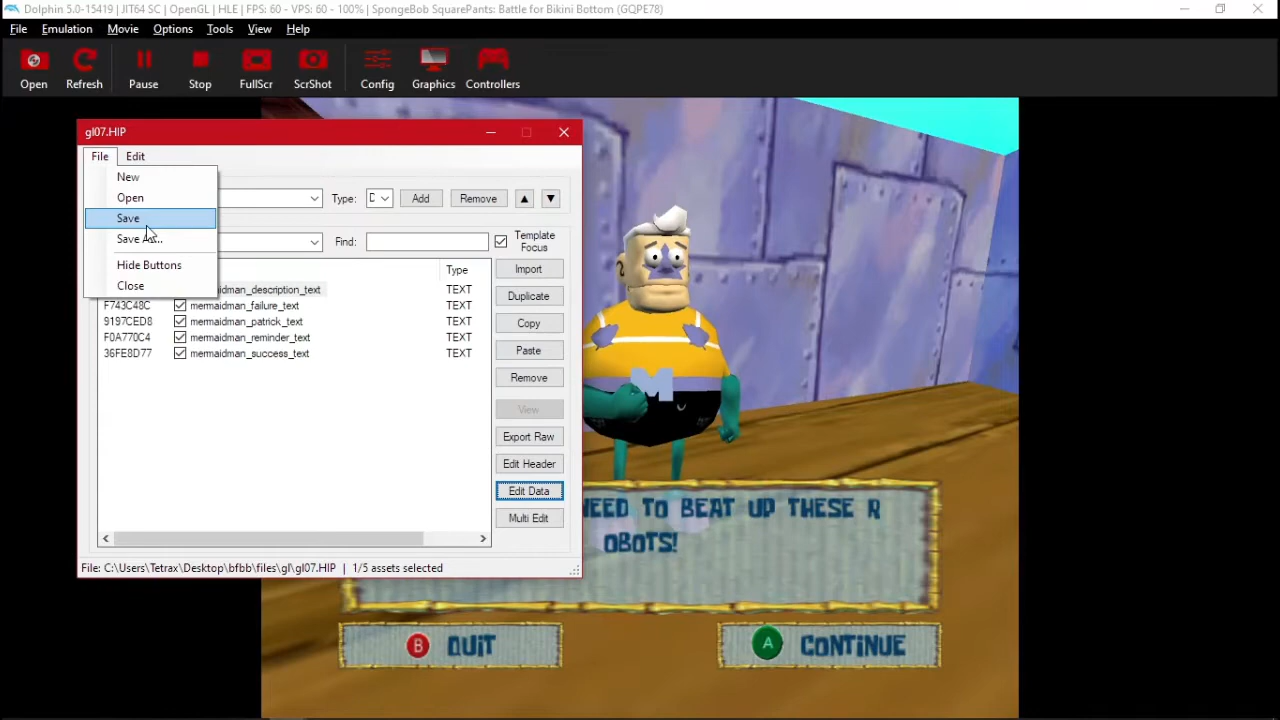 Dolphin 5.0-15419 | JIT64 SC | OpenGL | HLE | FPS: 60 - VPS: 60 - 100% | SpongeBob SquarePants: Battle for Bikini Bottom (GQPE78)
File Emulation Movie Options Tools View Help
Open Refresh Pause Stop FullScr ScrShot Config Graphics Controllers
gl07.HIP
File Edit
New
Open
Save
Save A...
Hide Buttons
Close
Type: D Add Remove
Find: Template
Focus
Type
maidman_description_text TEXT
F743C48C mermaidman_failure_text TEXT
9197CED8 mermaidman_patrick_text TEXT
F0A770C4 mermaidman_reminder_text TEXT
36FE8D77 mermaidman_success_text TEXT
Import
Duplicate
Copy
Paste
Remove
View
Export Raw
Edit Header
Edit Data
Multi Edit
File: C:\Users\Tetrax\Desktop\bfbb\files\gl\gl07.HIP | 1/5 assets selected
M
NEED TO BEAT UP THESE R
OBOTS!
B QUIT A CONTINUE